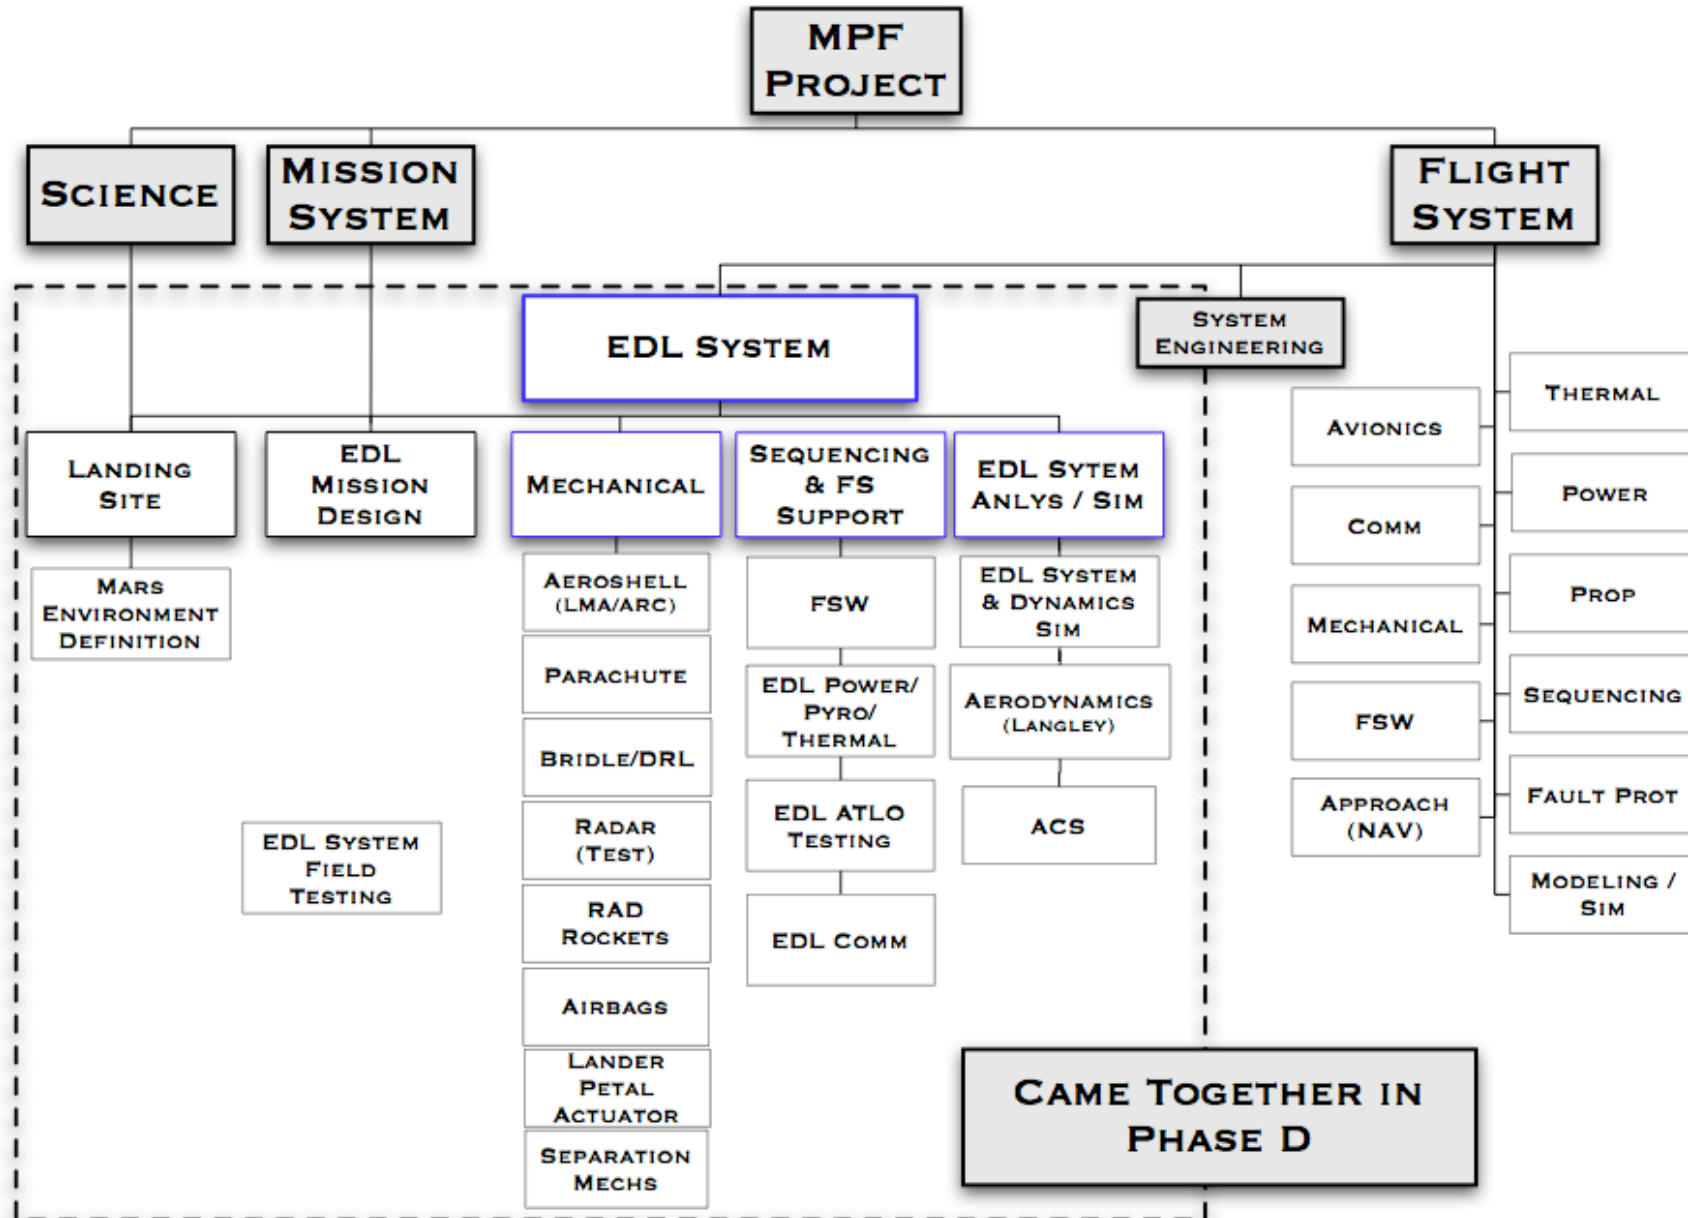 MPF
PROJECT
SCIENCE
MISSION
SYSTEM
FLIGHT
SYSTEM
EDL SYSTEM
SYSTEM
ENGINEERING
LANDING
SITE
EDL
MISSION
DESIGN
MECHANICAL
SEQUENCING
& FS
SUPPORT
EDL SYTEM
ANLYS / SIM
MARS
ENVIRONMENT
DEFINITION
EDL SYSTEM
FIELD
TESTING
AEROSHELL
(LMA/ARC)
PARACHUTE
BRIDLE/DRL
RADAR
(TEST)
RAD
ROCKETS
AIRBAGS
LANDER
PETAL
ACTUATOR
SEPARATION
MECHS
FSW
EDL POWER/
PYRO/
THERMAL
EDL ATLO
TESTING
EDL COMM
EDL SYSTEM
& DYNAMICS
SIM
AERODYNAMICS
(LANGLEY)
ACS
AVIONICS
COMM
MECHANICAL
FSW
APPROACH
(NAV)
THERMAL
POWER
PROP
SEQUENCING
FAULT PROT
MODELING /
SIM
CAME TOGETHER IN
PHASE D